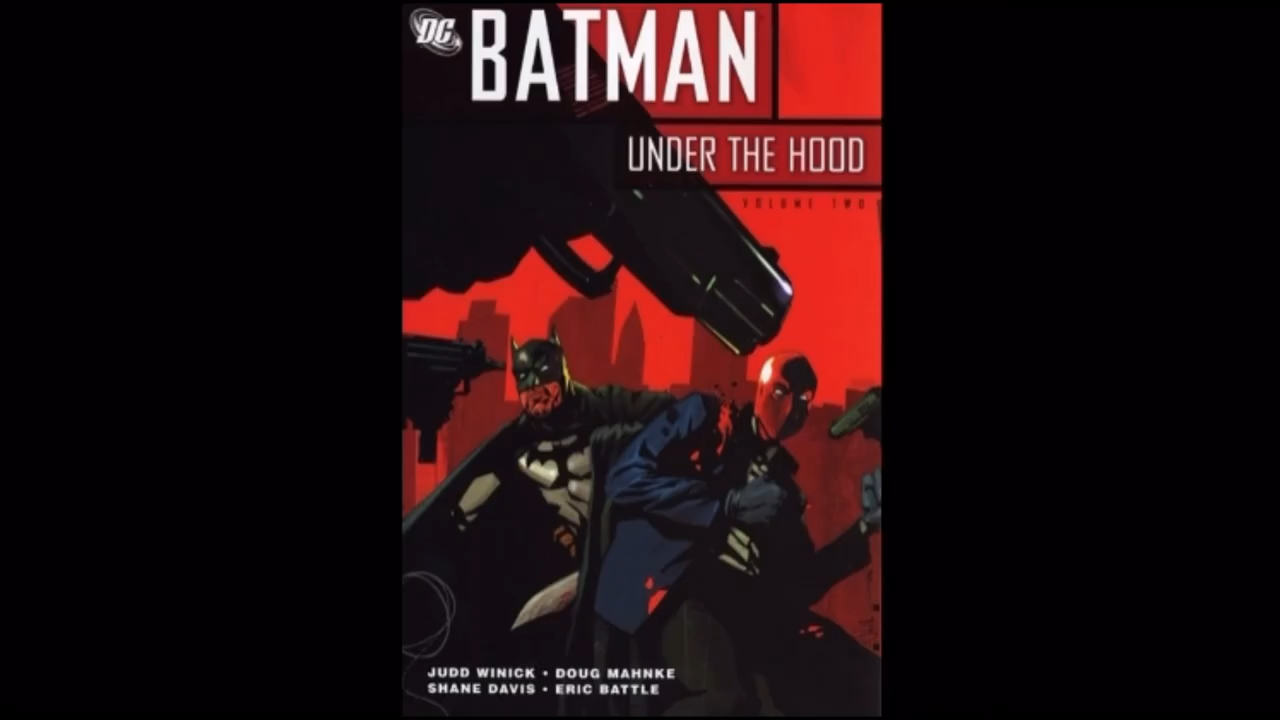 DC
BATMAN
UNDER THE HOOD
VOLUME TWO
JUDD WINICK • DOUG MAHNKE
SHANE DAVIS • ERIC BATTLE